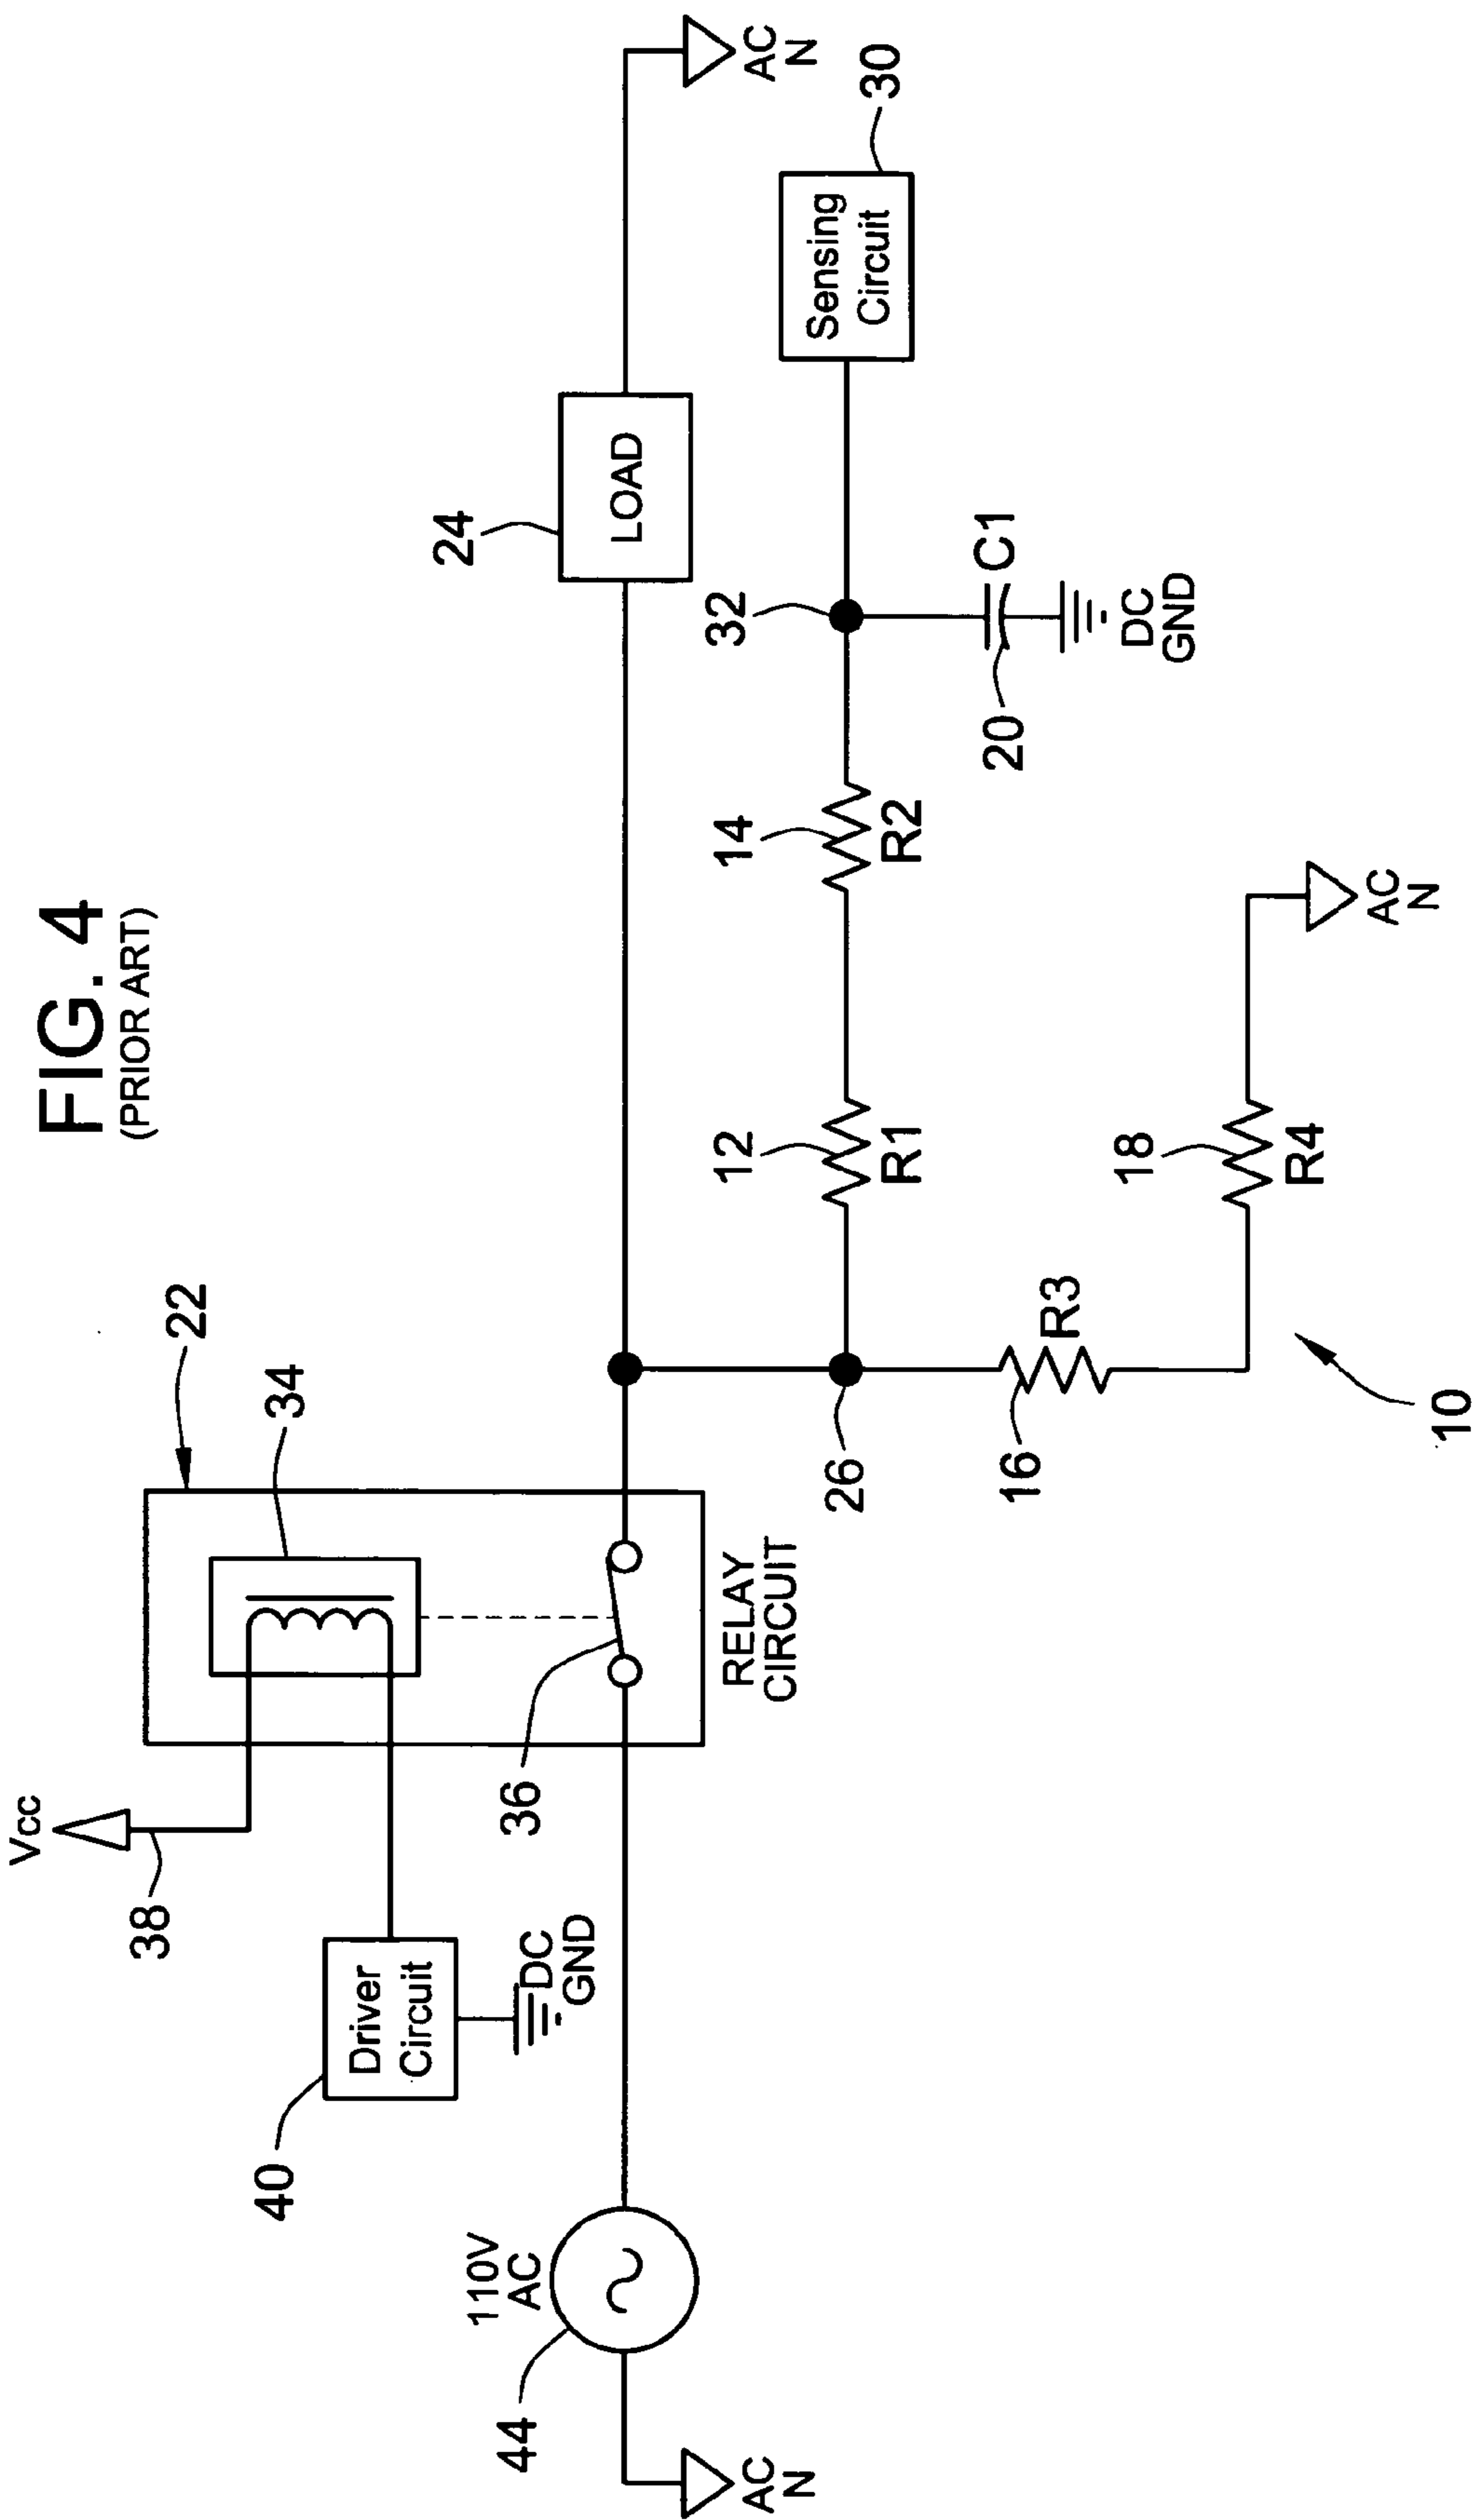 FIG. 4
(PRIOR ART)
Vcc
38
22
34
40
Driver
Circuit
DC
GND
110V
AC
44
AC
N
36
RELAY
CIRCUIT
24
LOAD
AC
N
26
12
R1
14
R2
32
Sensing
Circuit
30
20
C1
DC
GND
16
R3
18
R4
AC
N
10